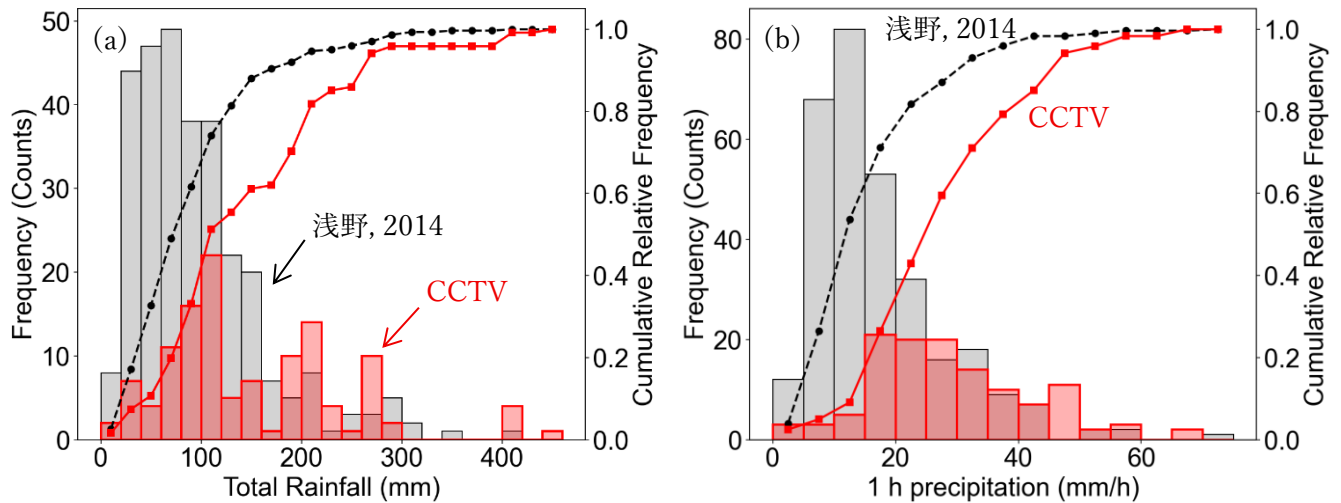 (a)
50
40
30
20
10
0
Frequency (Counts)
0
100
200
300
400
Total Rainfall (mm)
1.0
0.8
0.6
0.4
0.2
0.0
Cumulative Relative Frequency
浅野, 2014
CCTV
(b)
80
60
40
20
0
Frequency (Counts)
0
20
40
60
1 h precipitation (mm/h)
1.0
0.8
0.6
0.4
0.2
0.0
Cumulative Relative Frequency
浅野, 2014
CCTV